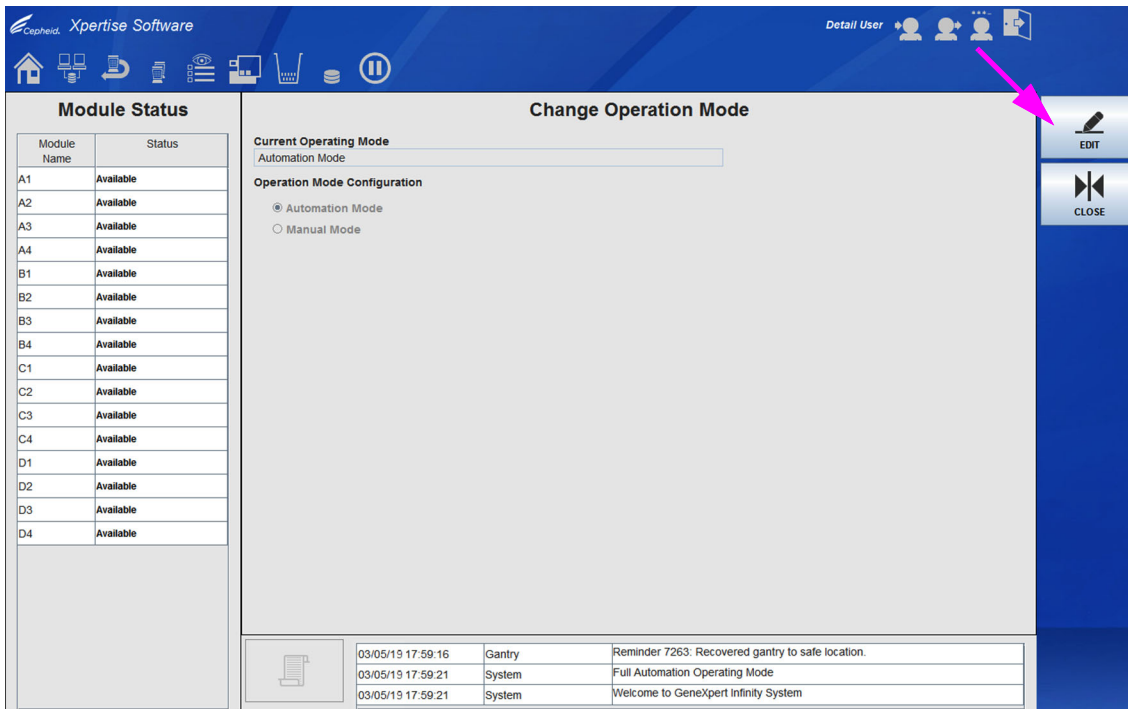 Cepheid. Xpertise Software
Detail User
Module Status
Module Name Status
A1 Available
A2 Available
A3 Available
A4 Available
B1 Available
B2 Available
B3 Available
B4 Available
C1 Available
C2 Available
C3 Available
C4 Available
D1 Available
D2 Available
D3 Available
D4 Available
Change Operation Mode
Current Operating Mode
Automation Mode
Operation Mode Configuration
Automation Mode
Manual Mode
03/05/19 17:59:16 Gantry Reminder 7263: Recovered gantry to safe location.
03/05/19 17:59:21 System Full Automation Operating Mode
03/05/19 17:59:21 System Welcome to GeneXpert Infinity System
EDIT
CLOSE